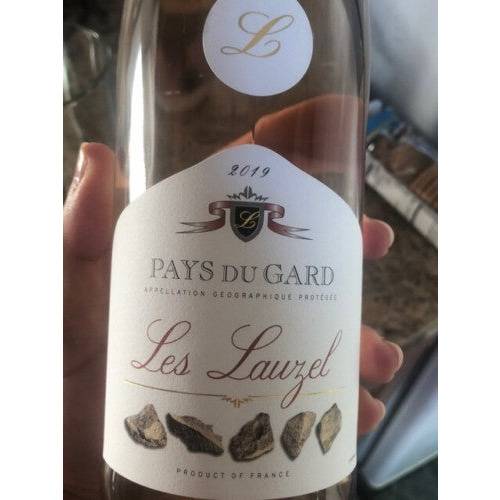 L
2019
L
PAYS DU GARD
APPELLATION GÉOGRAPHIQUE PROTÉGÉE
Les Lauzel
PRODUCT OF FRANCE